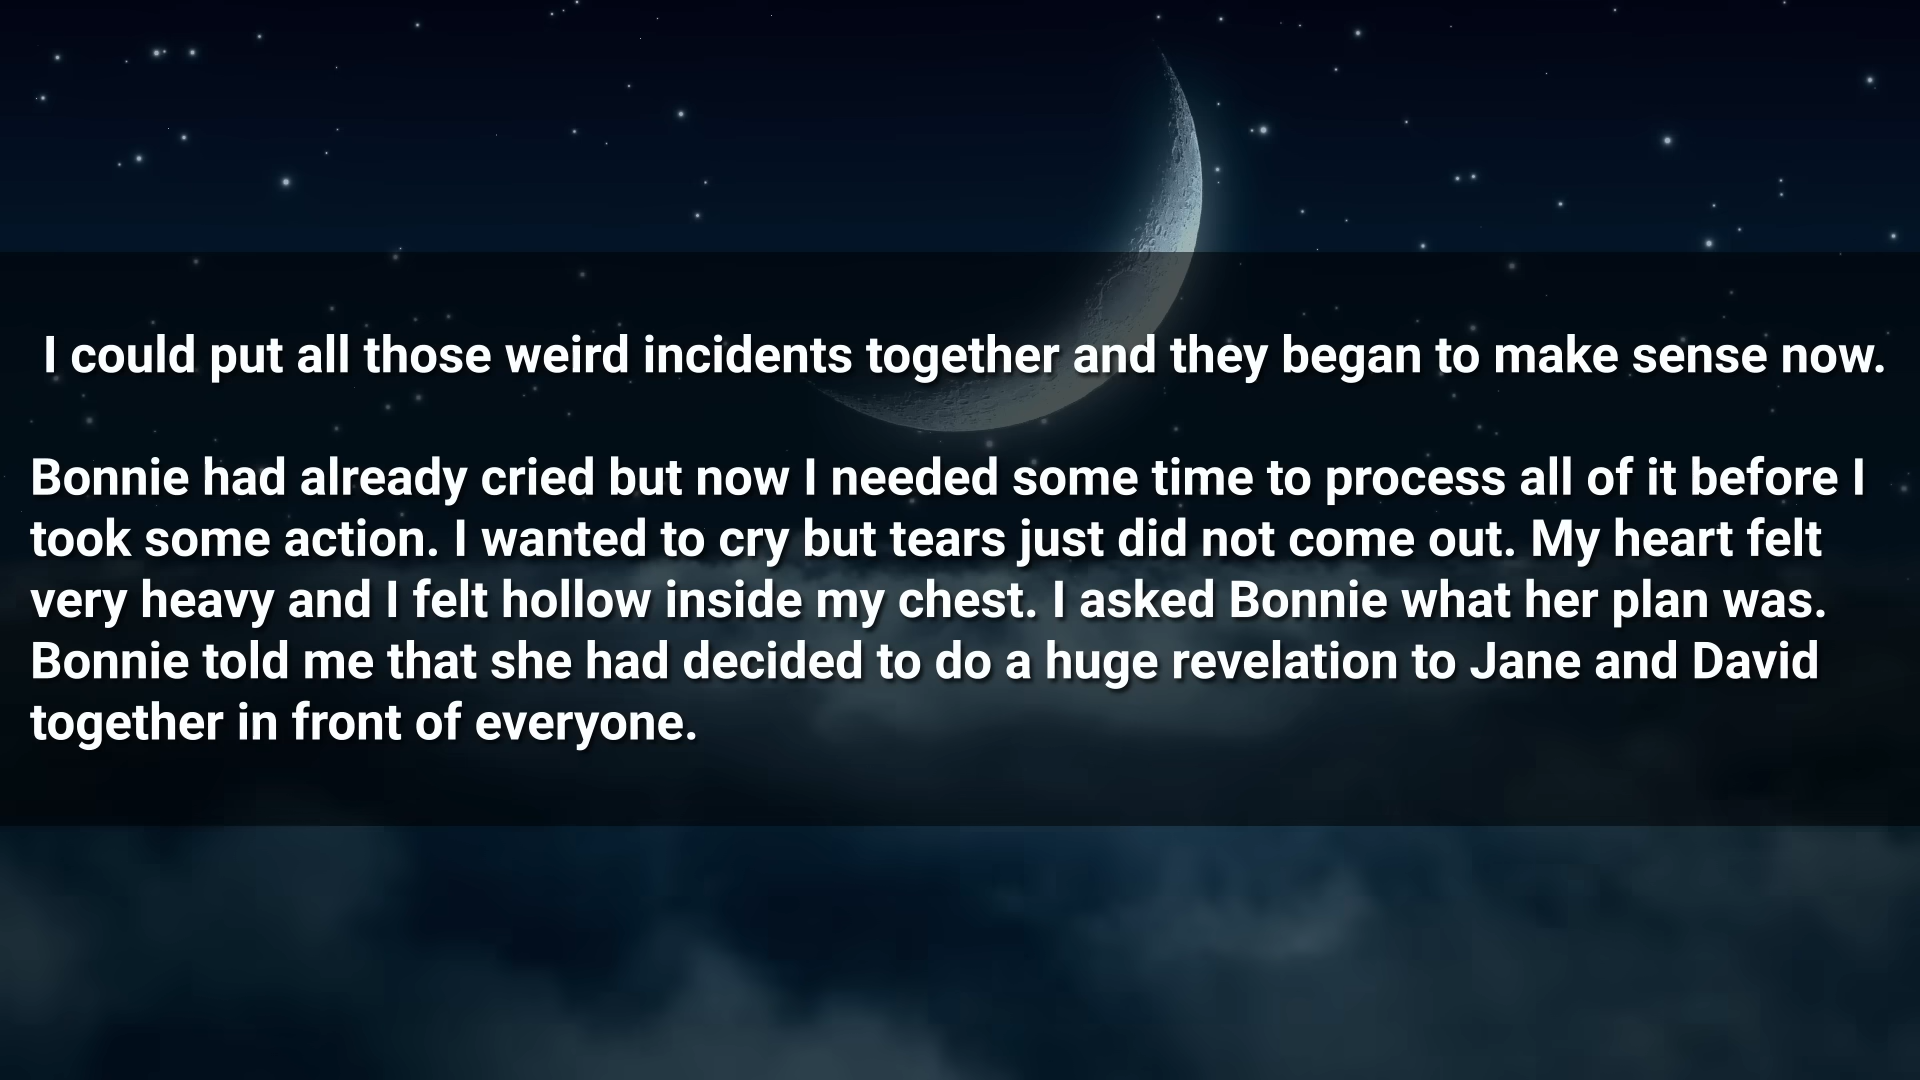 I could put all those weird incidents together and they began to make sense now.
Bonnie had already cried but now I needed some time to process all of it before I
took some action. I wanted to cry but tears just did not come out. My heart felt
very heavy and I felt hollow inside my chest. I asked Bonnie what her plan was.
Bonnie told me that she had decided to do a huge revelation to Jane and David
together in front of everyone.